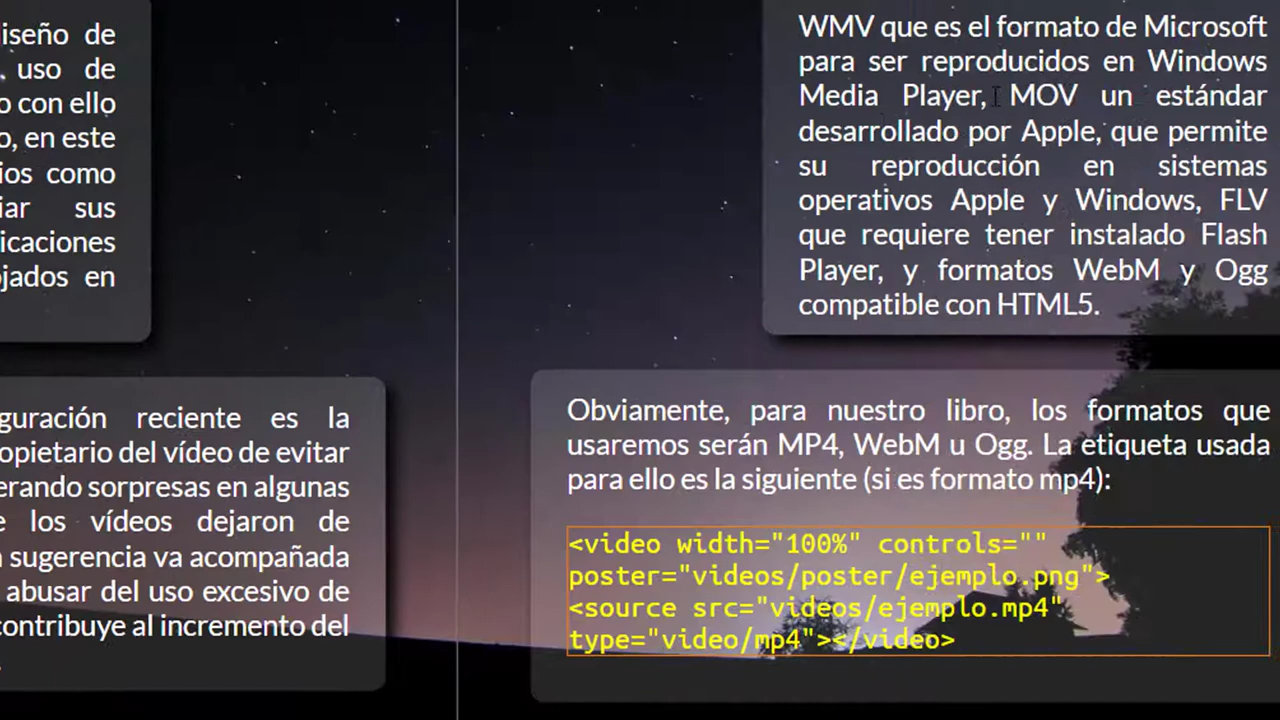 diseño de
uso de
o con ello
o, en este
ios como
iar sus
icaciones
ojados en
WMV que es el formato de Microsoft
para ser reproducidos en Windows
Media Player, MOV un estándar
desarrollado por Apple, que permite
su reproducción en sistemas
operativos Apple y Windows, FLV
que requiere tener instalado Flash
Player, y formatos WebM y Ogg
compatible con HTML5.
guración reciente es la
opietario del vídeo de evitar
erando sorpresas en algunas
e los vídeos dejaron de
sugerencia va acompañada
abusar del uso excesivo de
contribuye al incremento del
Obviamente, para nuestro libro, los formatos que
usaremos serán MP4, WebM u Ogg. La etiqueta usada
para ello es la siguiente (si es formato mp4):
<video width="100%" controls=""
poster="videos/poster/ejemplo.png">
<source src="videos/ejemplo.mp4"
type="video/mp4"></video>